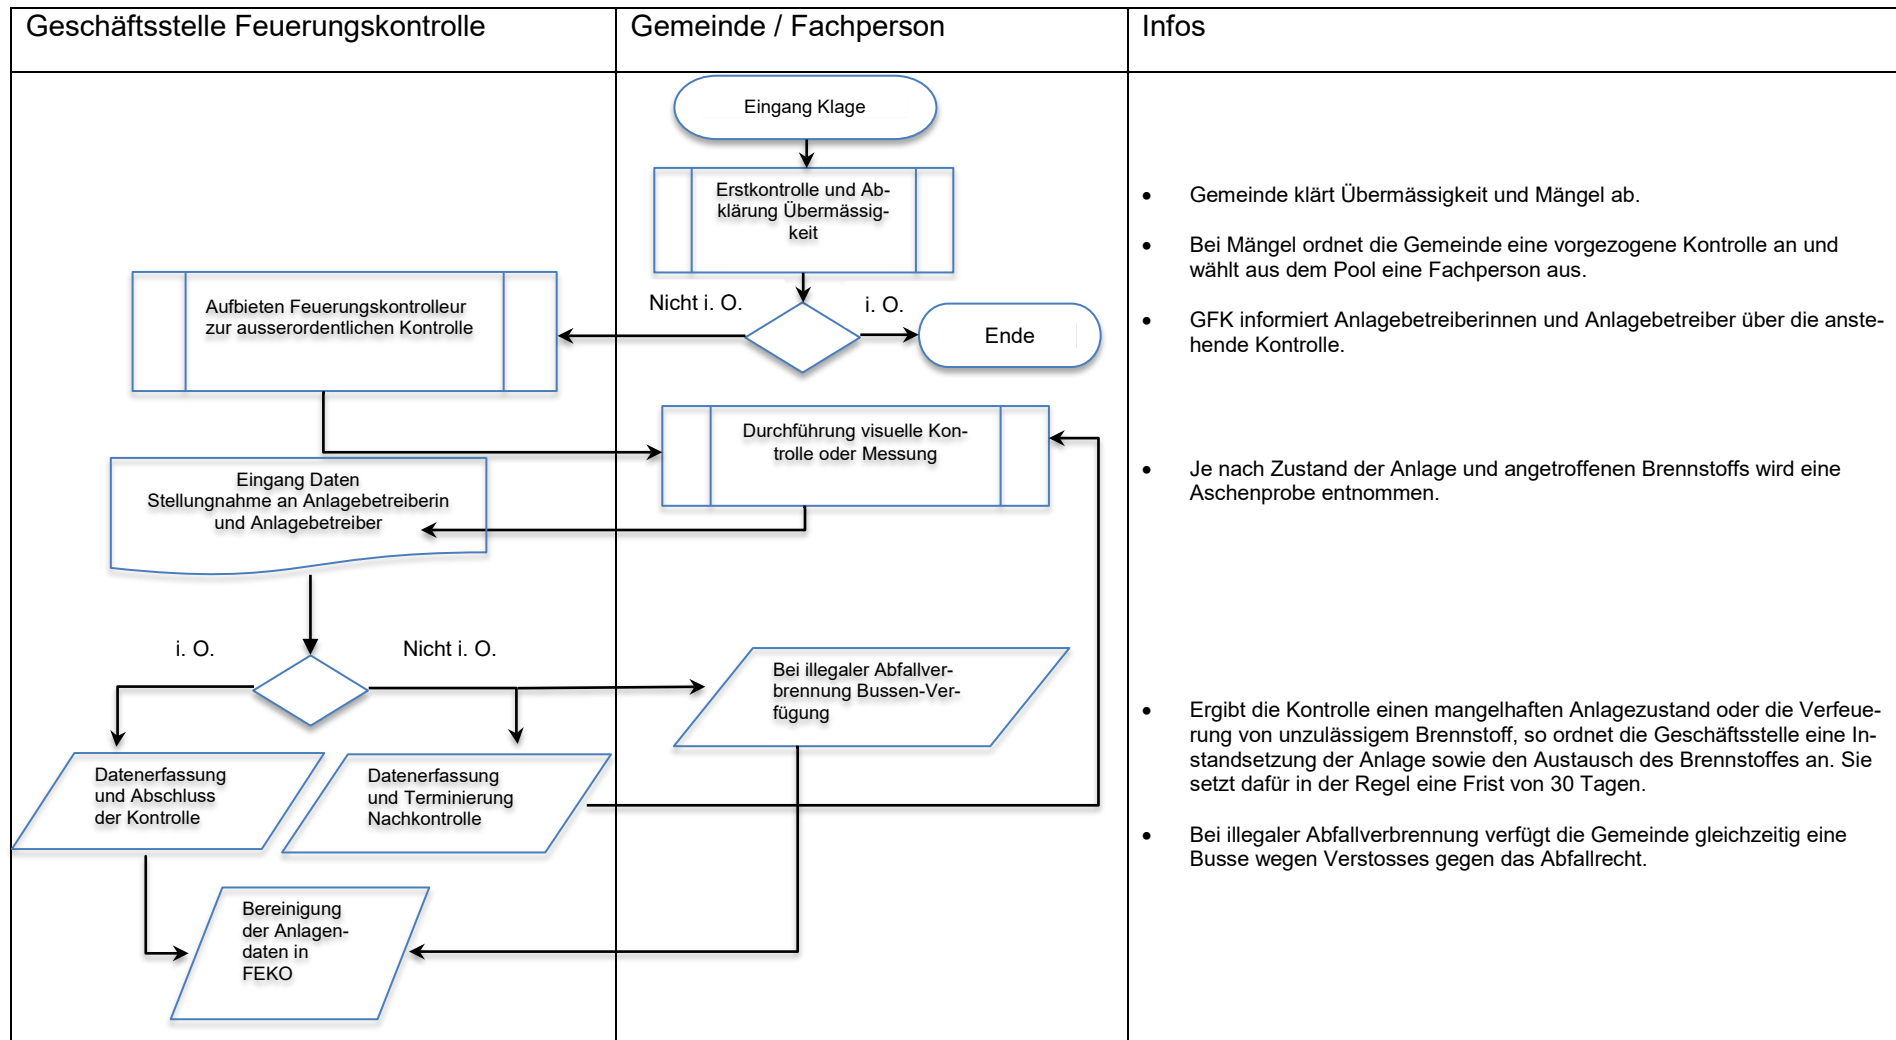 Geschäftsstelle Feuerungskontrolle
Gemeinde / Fachperson
Infos
Eingang Klage
Erstkontrolle und Ab-
klärung Übermässig-
keit
Nicht i. O.
i. O.
Ende
Aufbieten Feuerungskontrolleur
zur ausserordentlichen Kontrolle
Durchführung visuelle Kon-
trolle oder Messung
Eingang Daten
Stellungnahme an Anlagebetreiberin
und Anlagebetreiber
i. O.
Nicht i. O.
Bei illegaler Abfallver-
brennung Bussen-Ver-
fügung
Datenerfassung
und Abschluss
der Kontrolle
Datenerfassung
und Terminierung
Nachkontrolle
Bereinigung
der Anlagen-
daten in
FEKO
• Gemeinde klärt Übermässigkeit und Mängel ab.
• Bei Mängel ordnet die Gemeinde eine vorgezogene Kontrolle an und
wählt aus dem Pool eine Fachperson aus.
• GFK informiert Anlagebetreiberinnen und Anlagebetreiber über die anste-
hende Kontrolle.
• Je nach Zustand der Anlage und angetroffenen Brennstoffs wird eine
Aschenprobe entnommen.
• Ergibt die Kontrolle einen mangelhaften Anlagezustand oder die Verfeue-
rung von unzulässigem Brennstoff, so ordnet die Geschäftsstelle eine In-
standsetzung der Anlage sowie den Austausch des Brennstoffes an. Sie
setzt dafür in der Regel eine Frist von 30 Tagen.
• Bei illegaler Abfallverbrennung verfügt die Gemeinde gleichzeitig eine
Busse wegen Verstosses gegen das Abfallrecht.